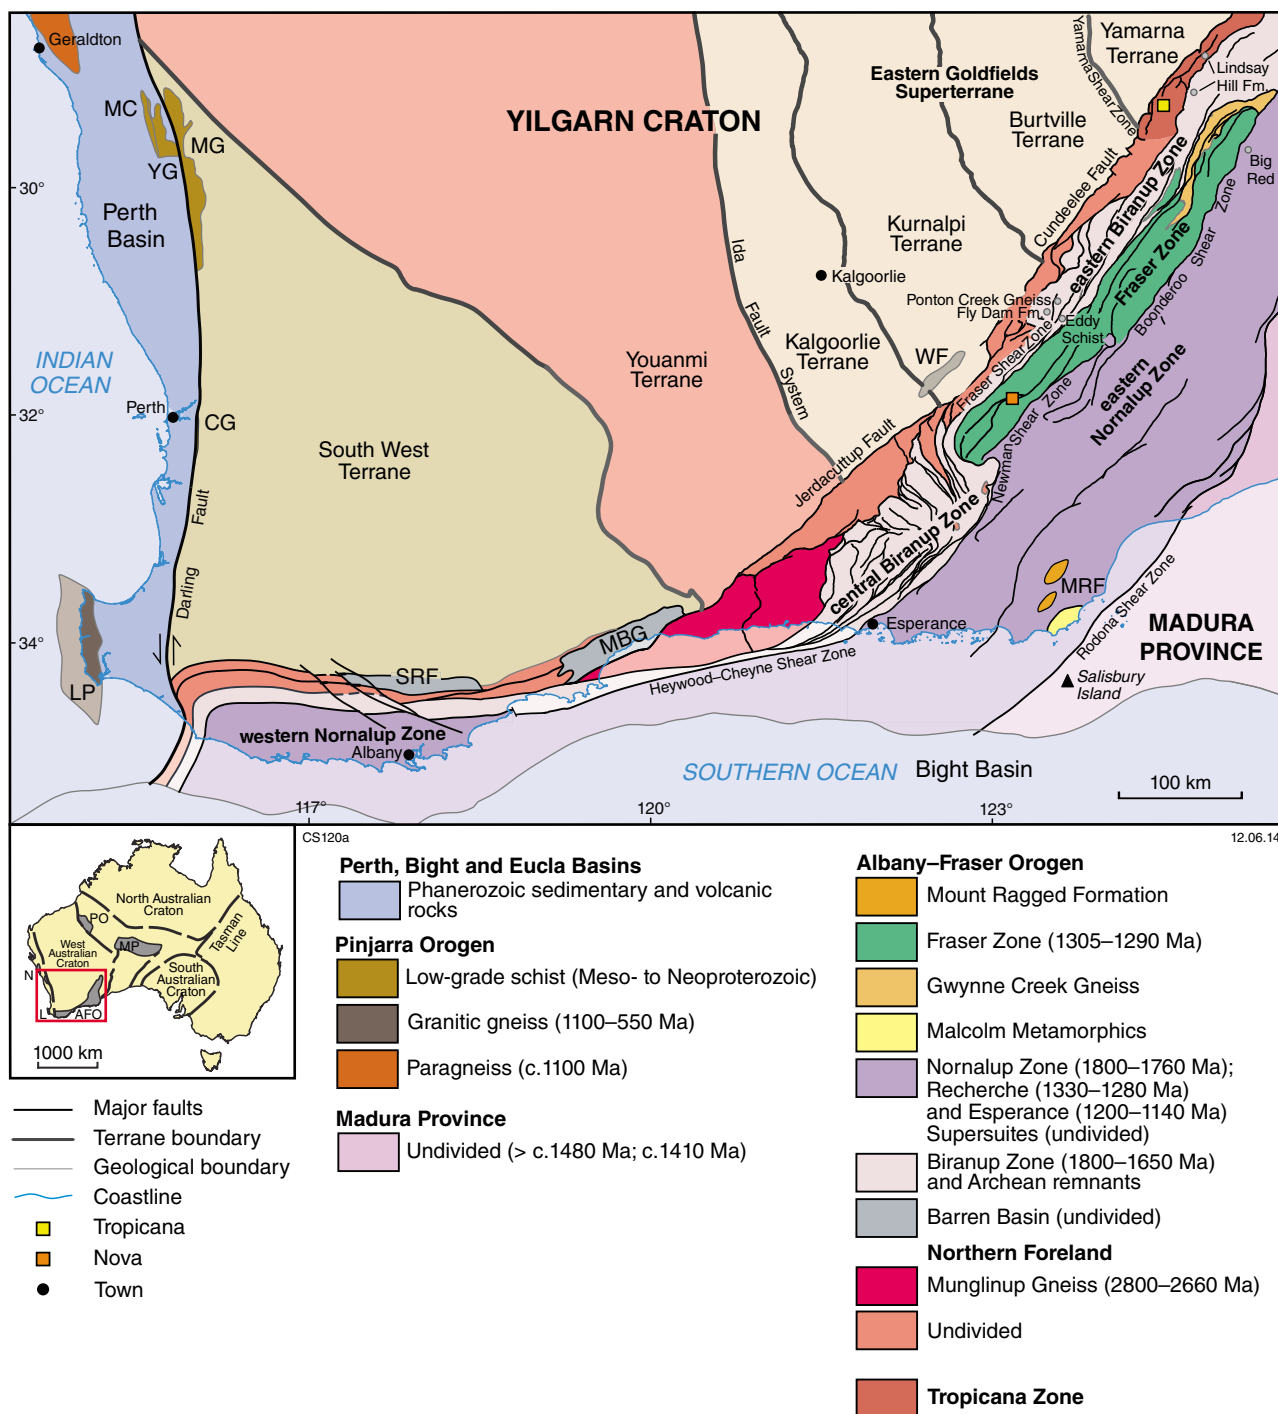 Geraldton
MC
MG
YG
Perth
Basin
30°
INDIAN
OCEAN
Perth
32°
CG
Darling
Fault
34°
LP
YILGARN CRATON
South West
Terrane
Youanmi
Terrane
Ida
Fault
System
Eastern Goldfields
Superterrane
Yamarna
Terrane
Yamarna Shear Zone
Burtville
Terrane
Kurnalpi
Terrane
Kalgoorlie
Kalgoorlie
Terrane
WF
Lindsay
Hill Fm.
Big
Red
Cundeelee Fault
eastern Biranup Zone
Fraser Zone
Boonderoo Shear Zone
Ponton Creek Gneiss
Fly Dam Fm.
Eddy
Schist
Fraser Shear Zone
Newman Shear Zone
eastern
Nornalup Zone
Jerdacuttup Fault
central Biranup Zone
MRF
Rodona Shear Zone
MADURA
PROVINCE
Esperance
Salisbury
Island
MBG
SRF
Heywood–Cheyne Shear Zone
western Nornalup Zone
Albany
SOUTHERN OCEAN
Bight Basin
100 km
117°
120°
123°
CS120a
12.06.14
North Australian
Craton
PO
West
Australian
Craton
MP
Tasman
Line
South
Australian
Craton
N
L
AFO
1000 km
Major faults
Terrane boundary
Geological boundary
Coastline
Tropicana
Nova
Town
Perth, Bight and Eucla Basins
Phanerozoic sedimentary and volcanic
rocks
Pinjarra Orogen
Low-grade schist (Meso- to Neoproterozoic)
Granitic gneiss (1100–550 Ma)
Paragneiss (c.1100 Ma)
Madura Province
Undivided (> c.1480 Ma; c.1410 Ma)
Albany–Fraser Orogen
Mount Ragged Formation
Fraser Zone (1305–1290 Ma)
Gwynne Creek Gneiss
Malcolm Metamorphics
Nornalup Zone (1800–1760 Ma);
Recherche (1330–1280 Ma)
and Esperance (1200–1140 Ma)
Supersuites (undivided)
Biranup Zone (1800–1650 Ma)
and Archean remnants
Barren Basin (undivided)
Northern Foreland
Munglinup Gneiss (2800–2660 Ma)
Undivided
Tropicana Zone